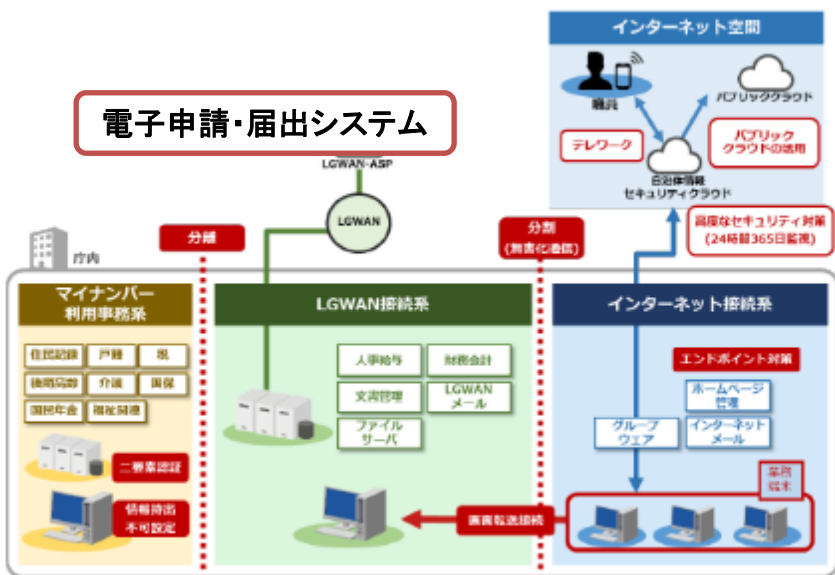 インターネット空間
職員
パブリッククラウド
テレワーク
パブリック
クラウドの活用
自治体情報
セキュリティクラウド
電子申請・届出システム
LGWAN-ASP
LGWAN
高度なセキュリティ対策
(24時間365日監視)
庁内
分離
分割
(無害化通信)
マイナンバー
利用事務系
住民記録
戸籍
税
後期高齢
介護
国保
国民年金
福祉関連
二要素認証
情報持出
不可設定
LGWAN接続系
人事給与
財務会計
文書管理
LGWAN
メール
ファイル
サーバ
画面転送接続
インターネット接続系
エンドポイント対策
ホームページ
管理
グループ
ウェア
インターネット
メール
業務
端末